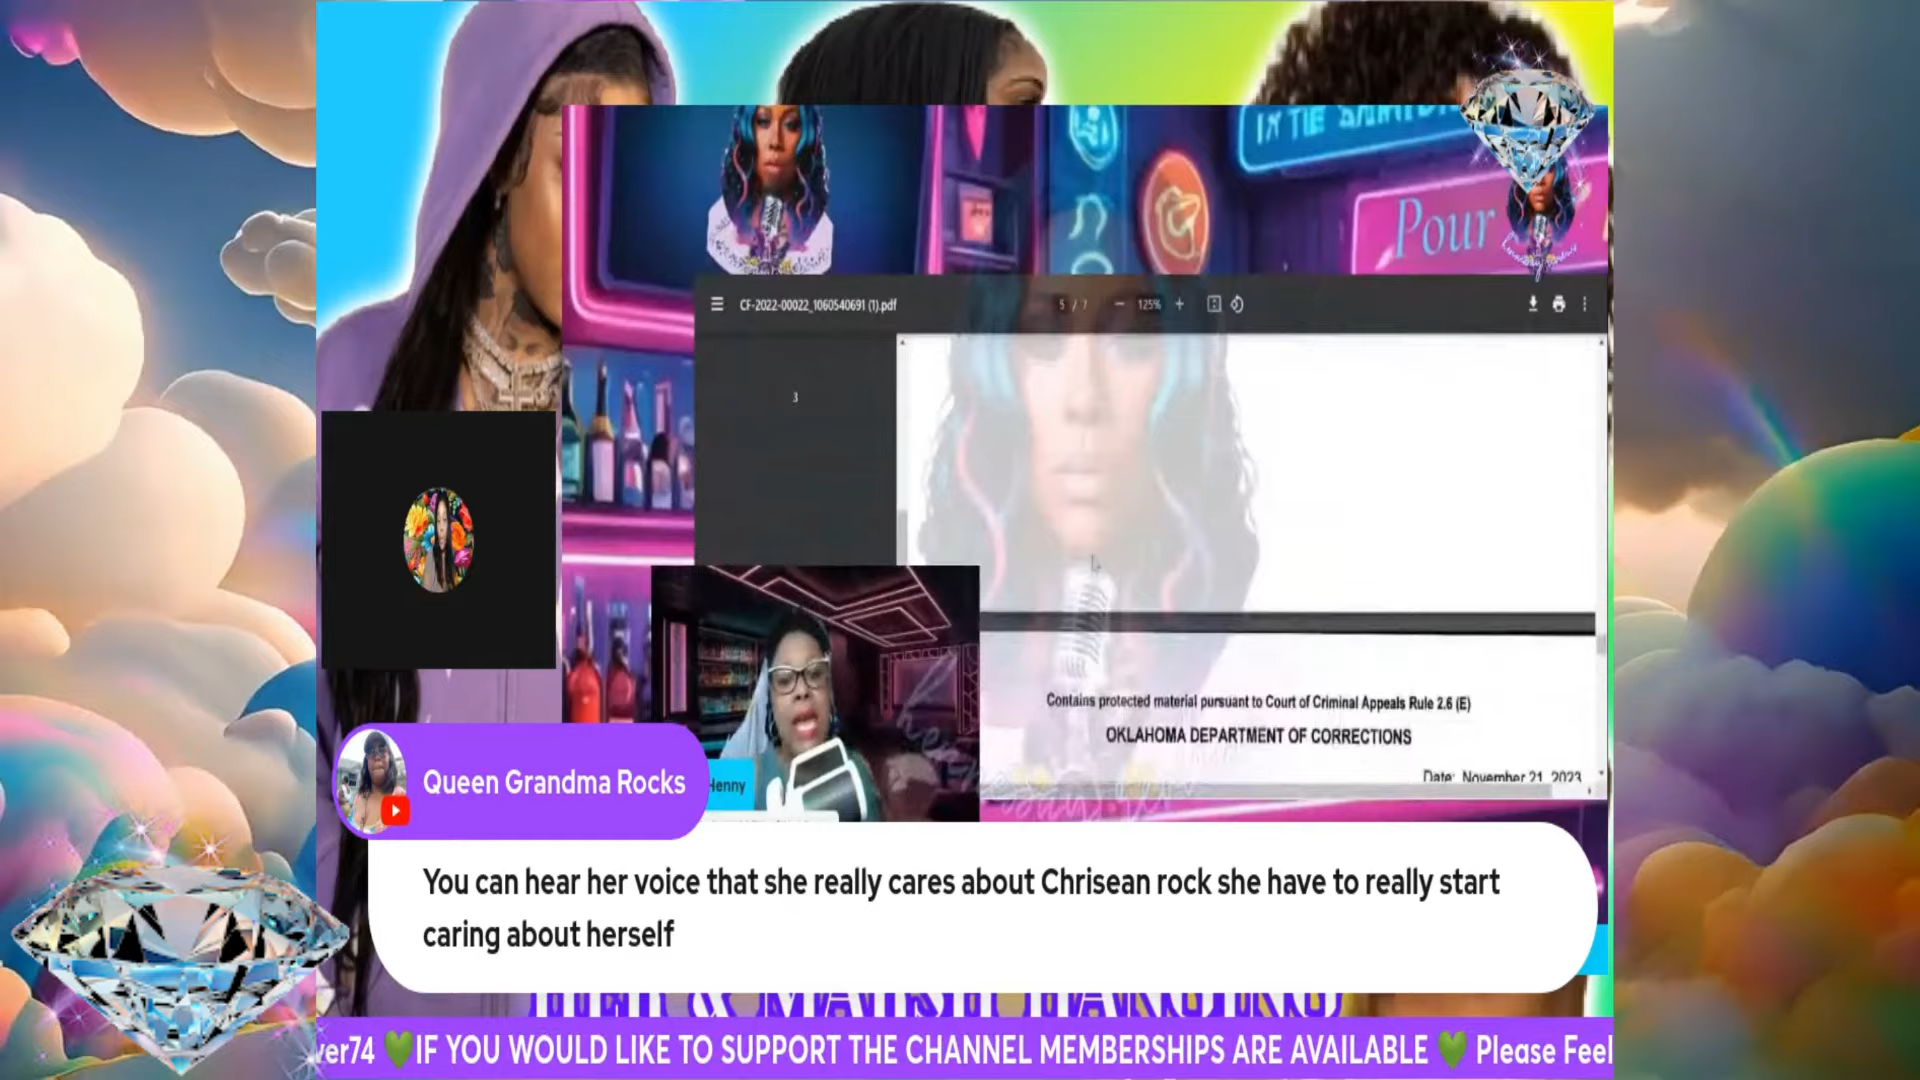 Pour
CF-2022-00022_1060540691 (1).pdf
5 / 7
125%
3
Contains protected material pursuant to Court of Criminal Appeals Rule 2.6 (E)
OKLAHOMA DEPARTMENT OF CORRECTIONS
Date: November 21, 2023
Henny
Queen Grandma Rocks
You can hear her voice that she really cares about Chrisean rock she have to really start
caring about herself
ver74 💚IF YOU WOULD LIKE TO SUPPORT THE CHANNEL MEMBERSHIPS ARE AVAILABLE 💚 Please Feel